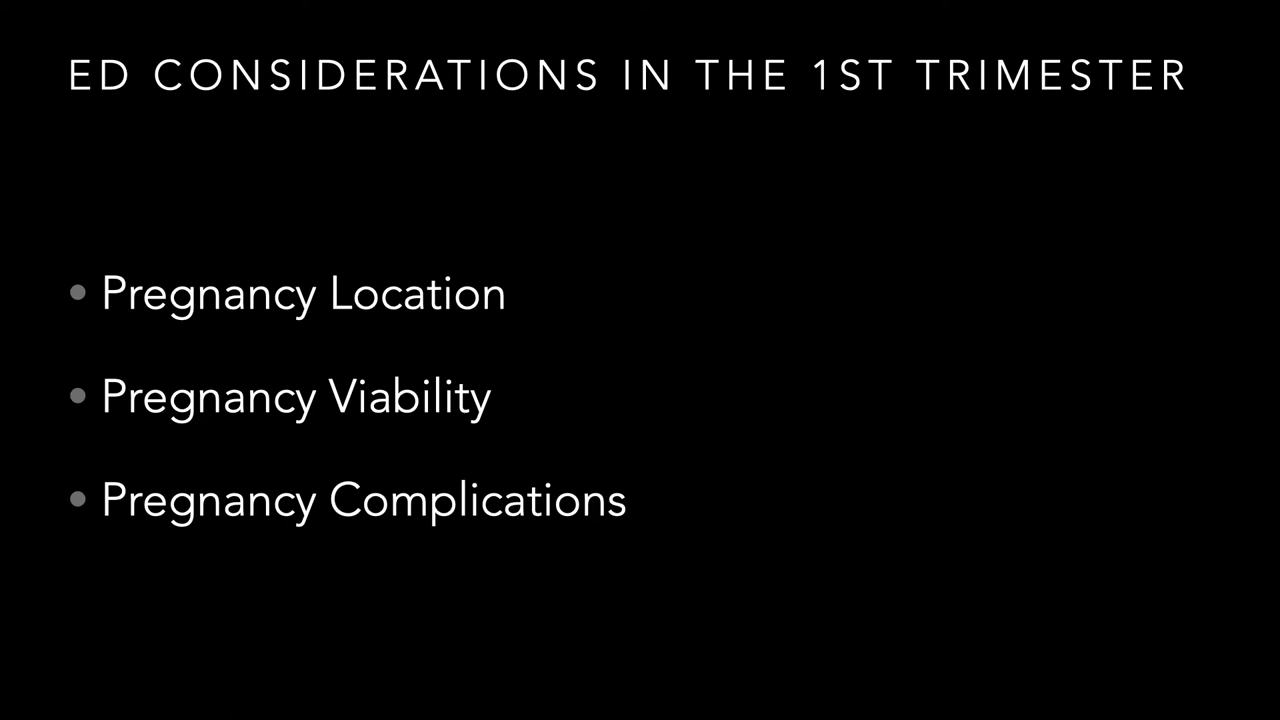 ED CONSIDERATIONS IN THE 1ST TRIMESTER
• Pregnancy Location
• Pregnancy Viability
• Pregnancy Complications